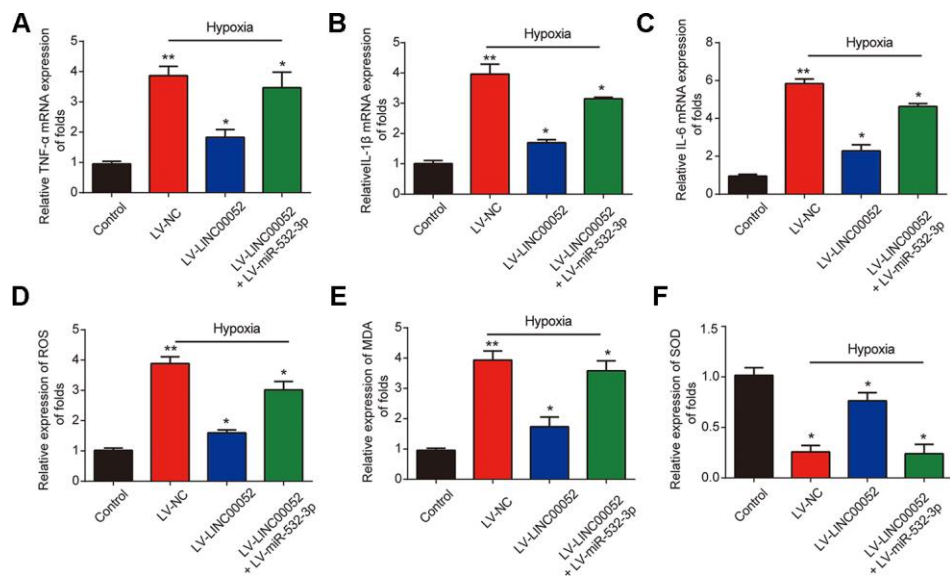 A
Relative TNF-α mRNA expression
of folds
5
4
3
2
1
0
Hypoxia
**
*
*
Control
LV-NC
LV-LINC00052
LV-LINC00052
+ LV-miR-532-3p
B
Relative IL-1β mRNA expression
of folds
5
4
3
2
1
0
Hypoxia
**
*
*
Control
LV-NC
LV-LINC00052
LV-LINC00052
+ LV-miR-532-3p
C
Relative IL-6 mRNA expression
of folds
8
6
4
2
0
Hypoxia
**
*
*
Control
LV-NC
LV-LINC00052
LV-LINC00052
+ LV-miR-532-3p
D
Relative expression of ROS
of folds
5
4
3
2
1
0
Hypoxia
**
*
*
Control
LV-NC
LV-LINC00052
LV-LINC00052
+ LV-miR-532-3p
E
Relative expression of MDA
of folds
5
4
3
2
1
0
Hypoxia
**
*
*
Control
LV-NC
LV-LINC00052
LV-LINC00052
+ LV-miR-532-3p
F
Relative expression of SOD
of folds
1.5
1.0
0.5
0.0
Hypoxia
*
*
*
Control
LV-NC
LV-LINC00052
LV-LINC00052
+ LV-miR-532-3p